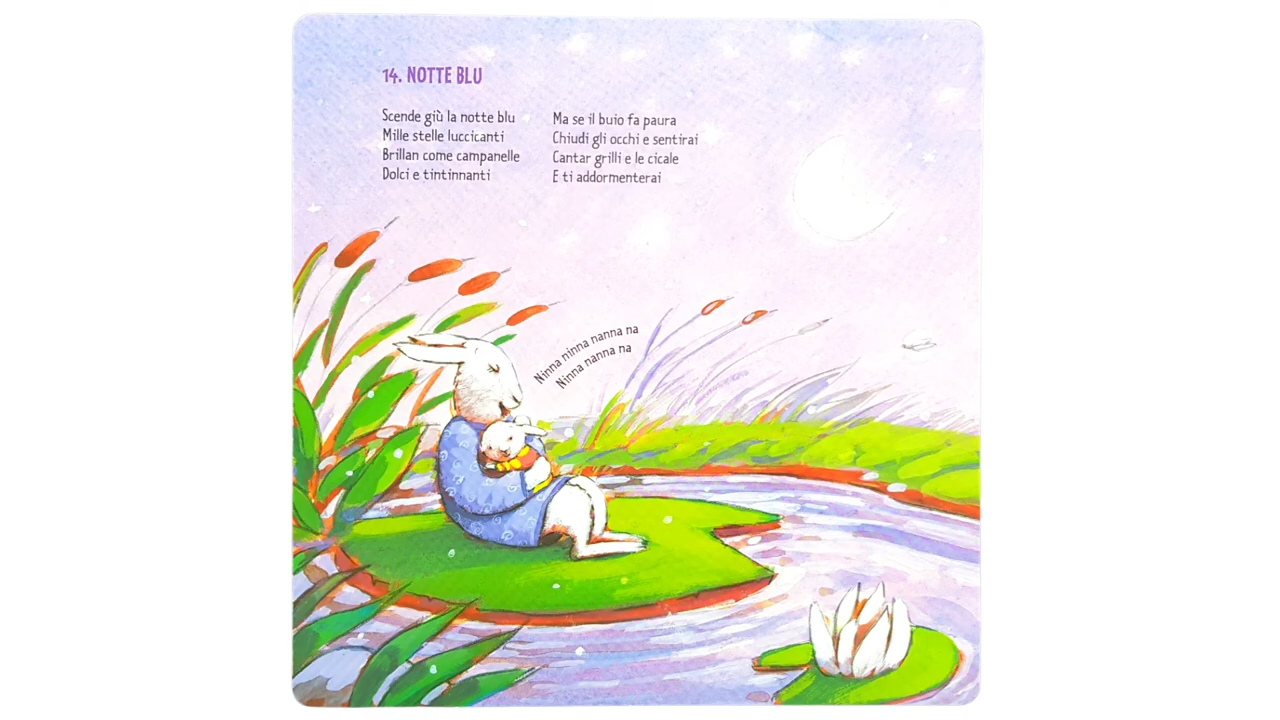 14. NOTTE BLU
Scende giù la notte blu
Mille stelle luccicanti
Brillan come campanelle
Dolci e tintinnanti
Ma se il buio fa paura
Chiudi gli occhi e sentirai
Cantar grilli e le cicale
E ti addormenterai
Ninna ninna nanna na
Ninna nanna na